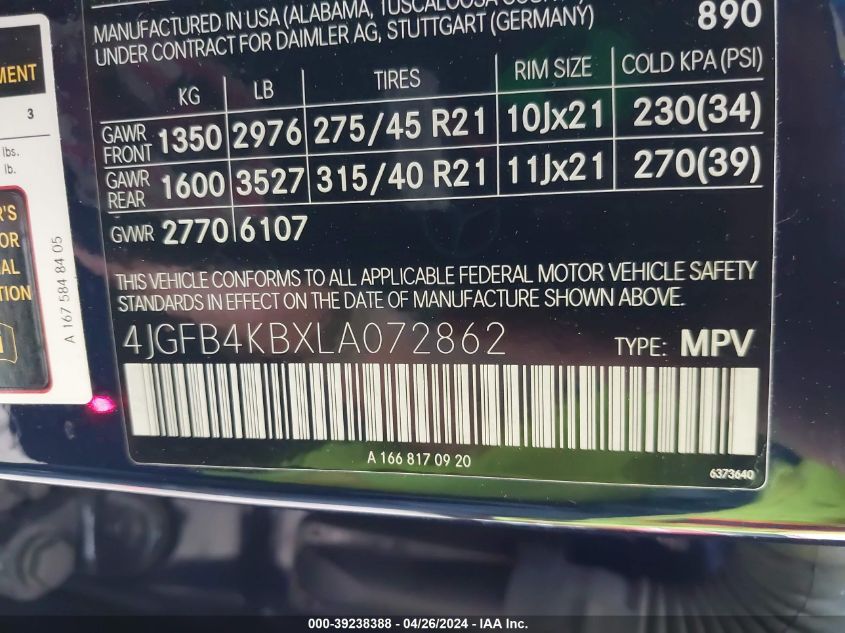 MANUFACTURED IN USA (ALABAMA, TUSCALOOSA
UNDER CONTRACT FOR DAIMLER AG, STUTTGART (GERMANY)
890
KG LB TIRES RIM SIZE COLD KPA (PSI)
GAWR FRONT 1350 2976 275/45 R21 10Jx21 230(34)
GAWR REAR 1600 3527 315/40 R21 11Jx21 270(39)
GVWR 2770 6107
THIS VEHICLE CONFORMS TO ALL APPLICABLE FEDERAL MOTOR VEHICLE SAFETY
STANDARDS IN EFFECT ON THE DATE OF MANUFACTURE SHOWN ABOVE.
4JGFB4KBXLA072862 TYPE: MPV
A 166 817 09 20
6373640
3
lbs.
lb.
A 167 584 84 05
000-39238388 - 04/26/2024 - IAA Inc.